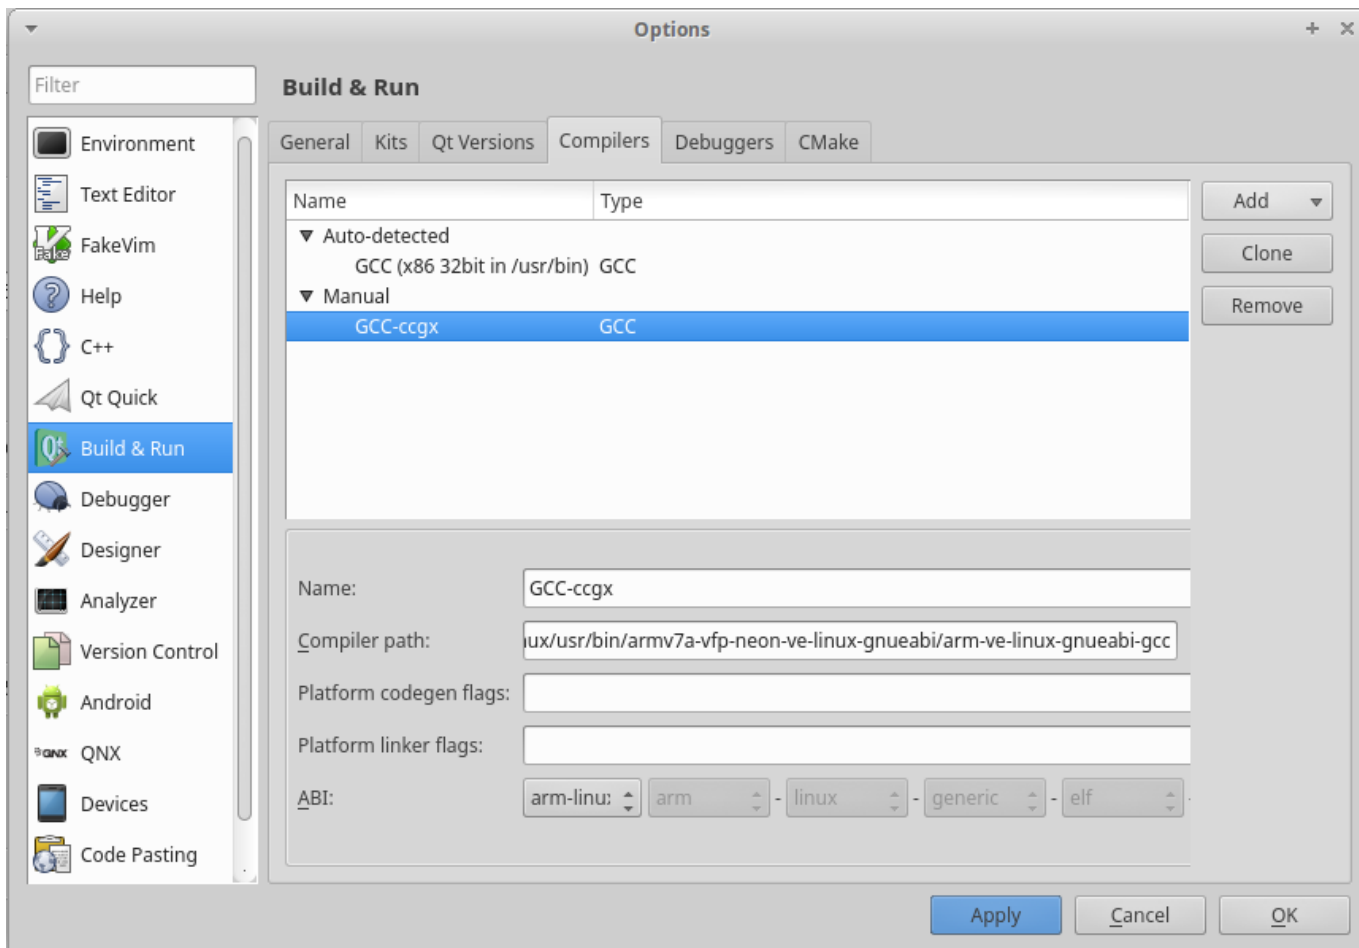 Options
Filter
Environment
Text Editor
FakeVim
Help
C++
Qt Quick
Build & Run
Debugger
Designer
Analyzer
Version Control
Android
QNX
Devices
Code Pasting
Build & Run
General Kits Qt Versions Compilers Debuggers CMake
Name Type
Auto-detected
GCC (x86 32bit in /usr/bin) GCC
Manual
GCC-ccgx GCC
Add
Clone
Remove
Name: GCC-ccgx
Compiler path: ux/usr/bin/armv7a-vfp-neon-ve-linux-gnueabi/arm-ve-linux-gnueabi-gcc
Platform codegen flags:
Platform linker flags:
ABI: arm-linu arm - linux - generic - elf -
Apply Cancel OK